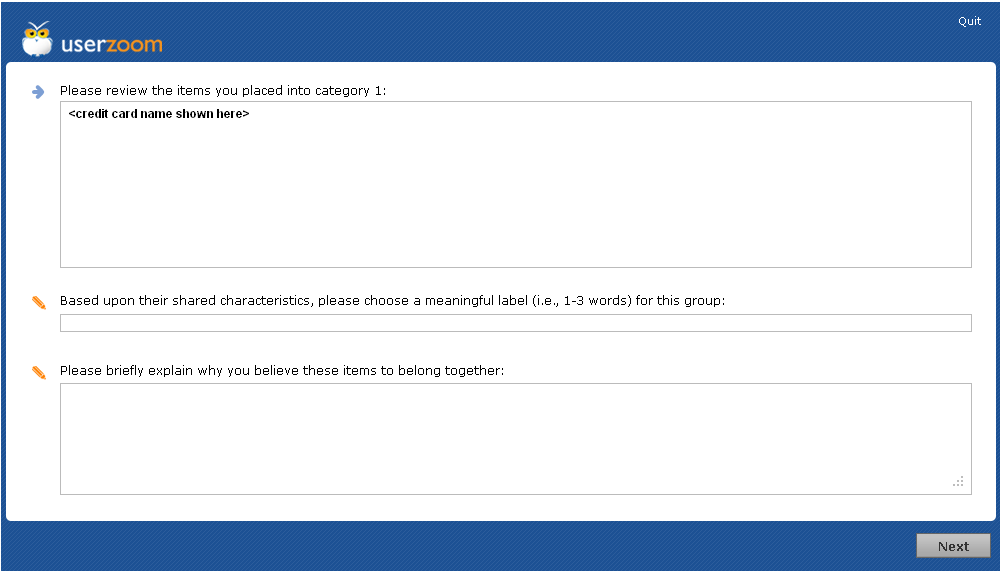 Quit
userzoom
Please review the items you placed into category 1:
<credit card name shown here>
Based upon their shared characteristics, please choose a meaningful label (i.e., 1-3 words) for this group:
Please briefly explain why you believe these items to belong together:
Next